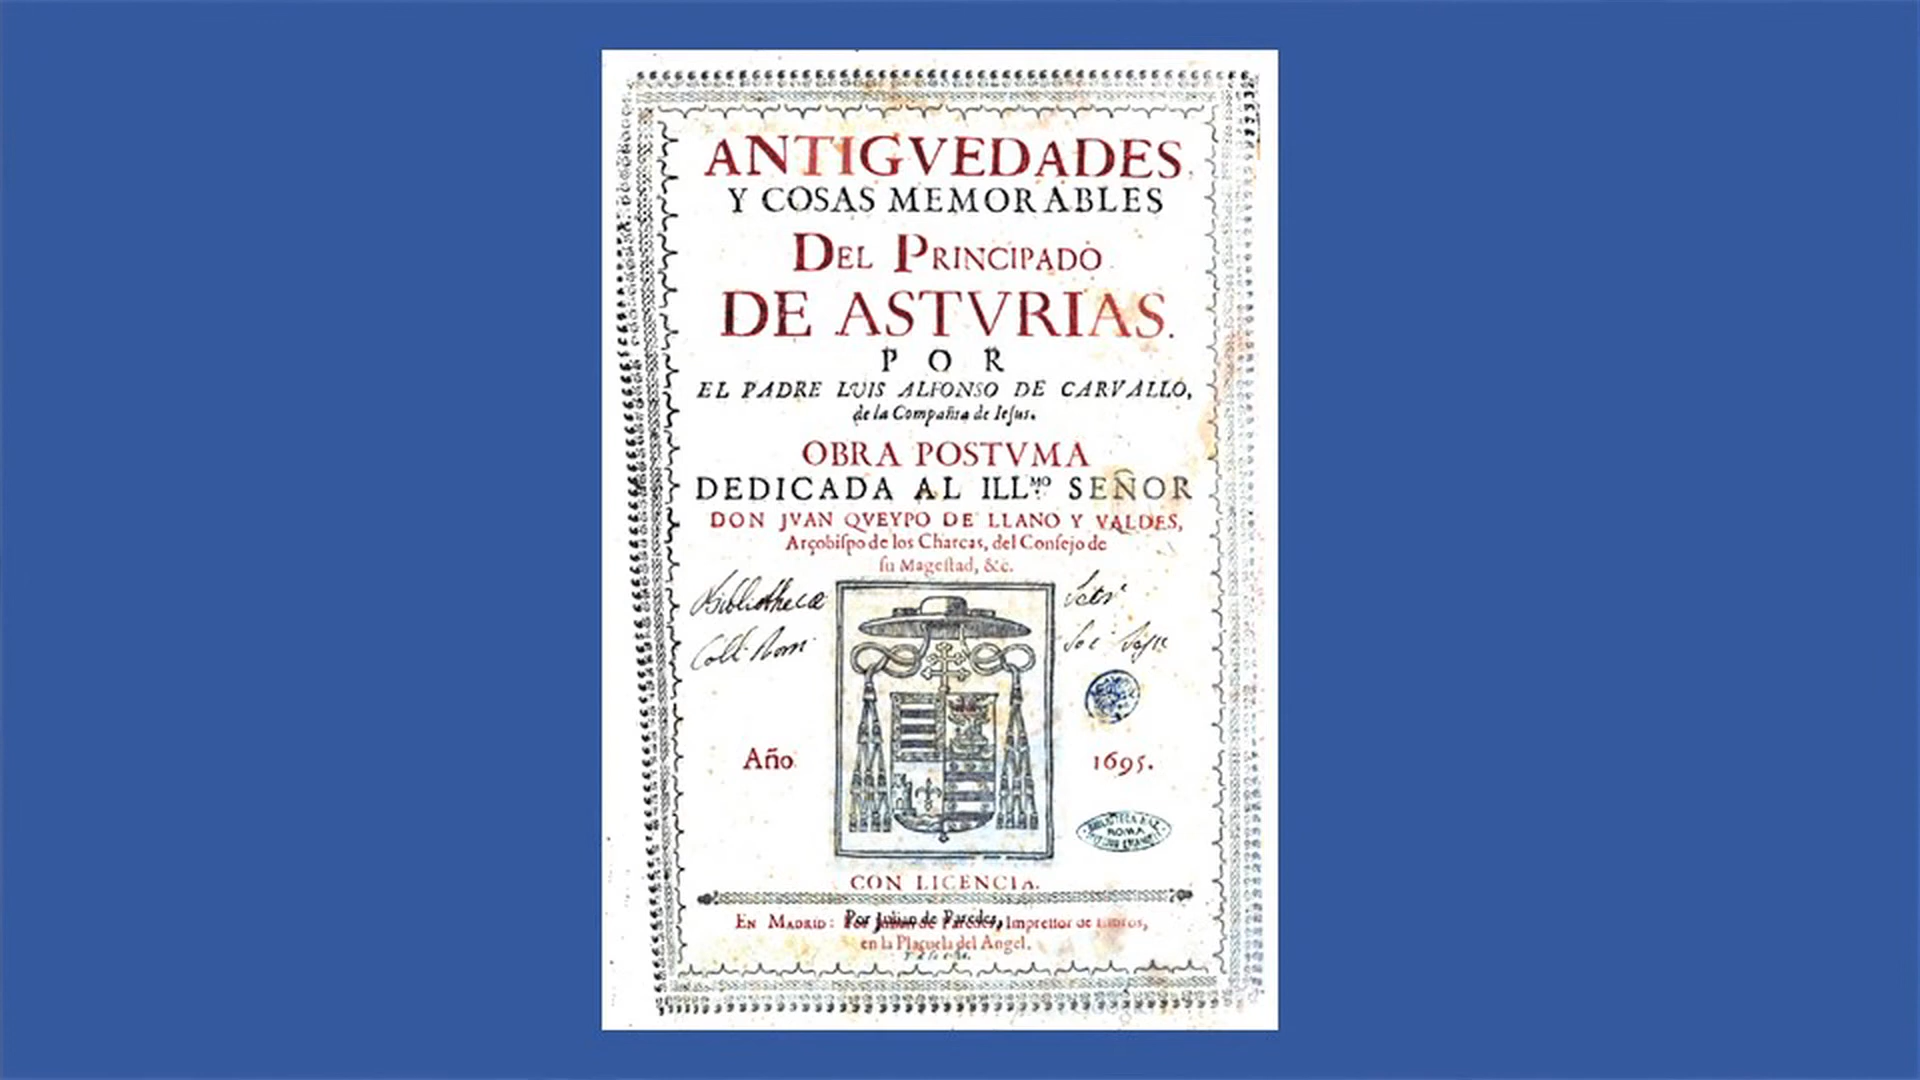 ANTIGVEDADES,
Y COSAS MEMORABLES
DEL PRINCIPADO
DE ASTVRIAS.
POR
EL PADRE LUIS ALFONSO DE CARVALLO,
de la Compañia de Iesus.
OBRA POSTVMA
DEDICADA AL ILL.MO SEÑOR
DON JVAN QVEYPO DE LLANO Y VALDES,
Arçobispo de los Charcas, del Consejo de
su Magestad, &c.
Bibliotheca
Coll. Rom.
Año 1695.
ROMA
CON LICENCIA.
EN MADRID: Por Julian de Paredes, Impressor de Libros,
en la Plaçuela del Angel.